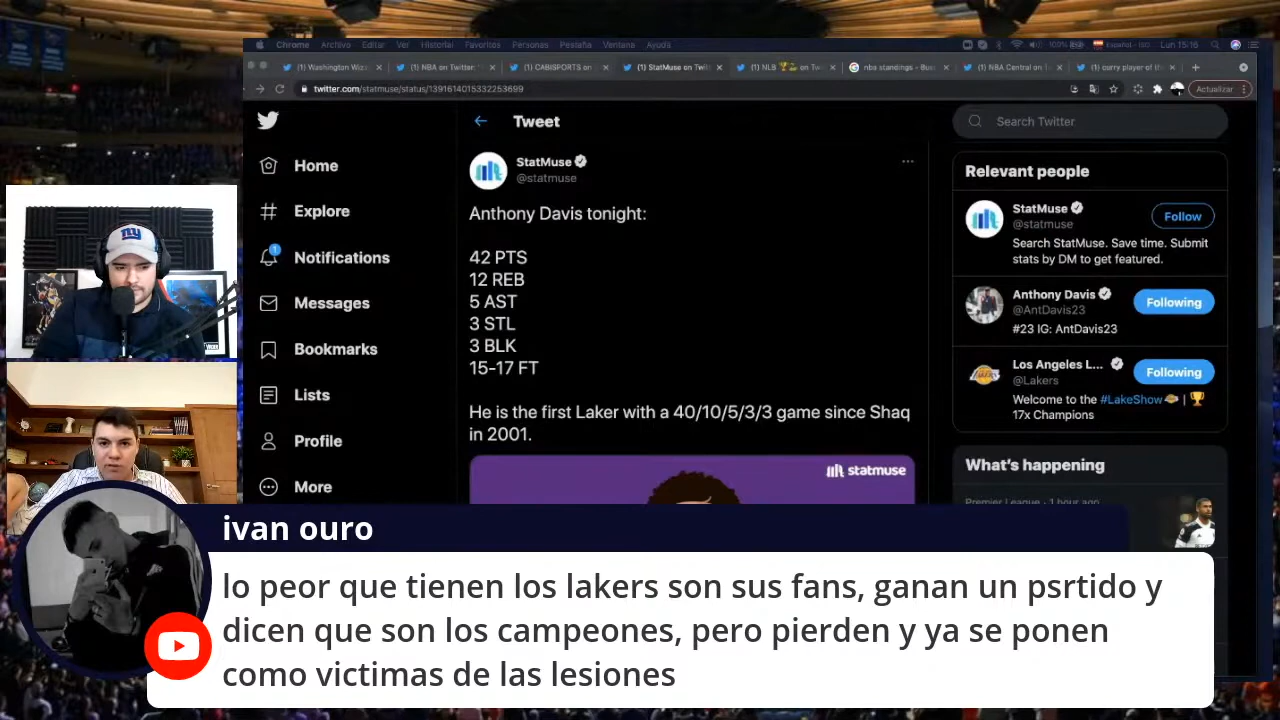 Chrome Archivo Editar Ver Historial Favoritos Personas Pestaña Ventana Ayuda
100% Español - ISO Lun 15:16
(1) Washington Wiz
(1) NBA on Twitter:
(1) CABISPORTS on
(1) StatMuse on Twitt
(1) NLB 🏆 on Tw
nba standings - Bus
(1) NBA Central on T
(1) curry player of th
twitter.com/statmuse/status/1391614015332253699
Actualizar
Home
Explore
1
Notifications
Messages
Bookmarks
Lists
Profile
More
Tweet
StatMuse
@statmuse
Anthony Davis tonight:
42 PTS
12 REB
5 AST
3 STL
3 BLK
15-17 FT
He is the first Laker with a 40/10/5/3/3 game since Shaq
in 2001.
statmuse
Search Twitter
Relevant people
StatMuse
@statmuse
Follow
Search StatMuse. Save time. Submit
stats by DM to get featured.
Anthony Davis
@AntDavis23
Following
#23 IG: AntDavis23
Los Angeles L...
@Lakers
Following
Welcome to the #LakeShow | 🏆
17x Champions
What's happening
Premier League · 1 hour ago
NY
ivan ouro
lo peor que tienen los lakers son sus fans, ganan un psrtido y
dicen que son los campeones, pero pierden y ya se ponen
como victimas de las lesiones